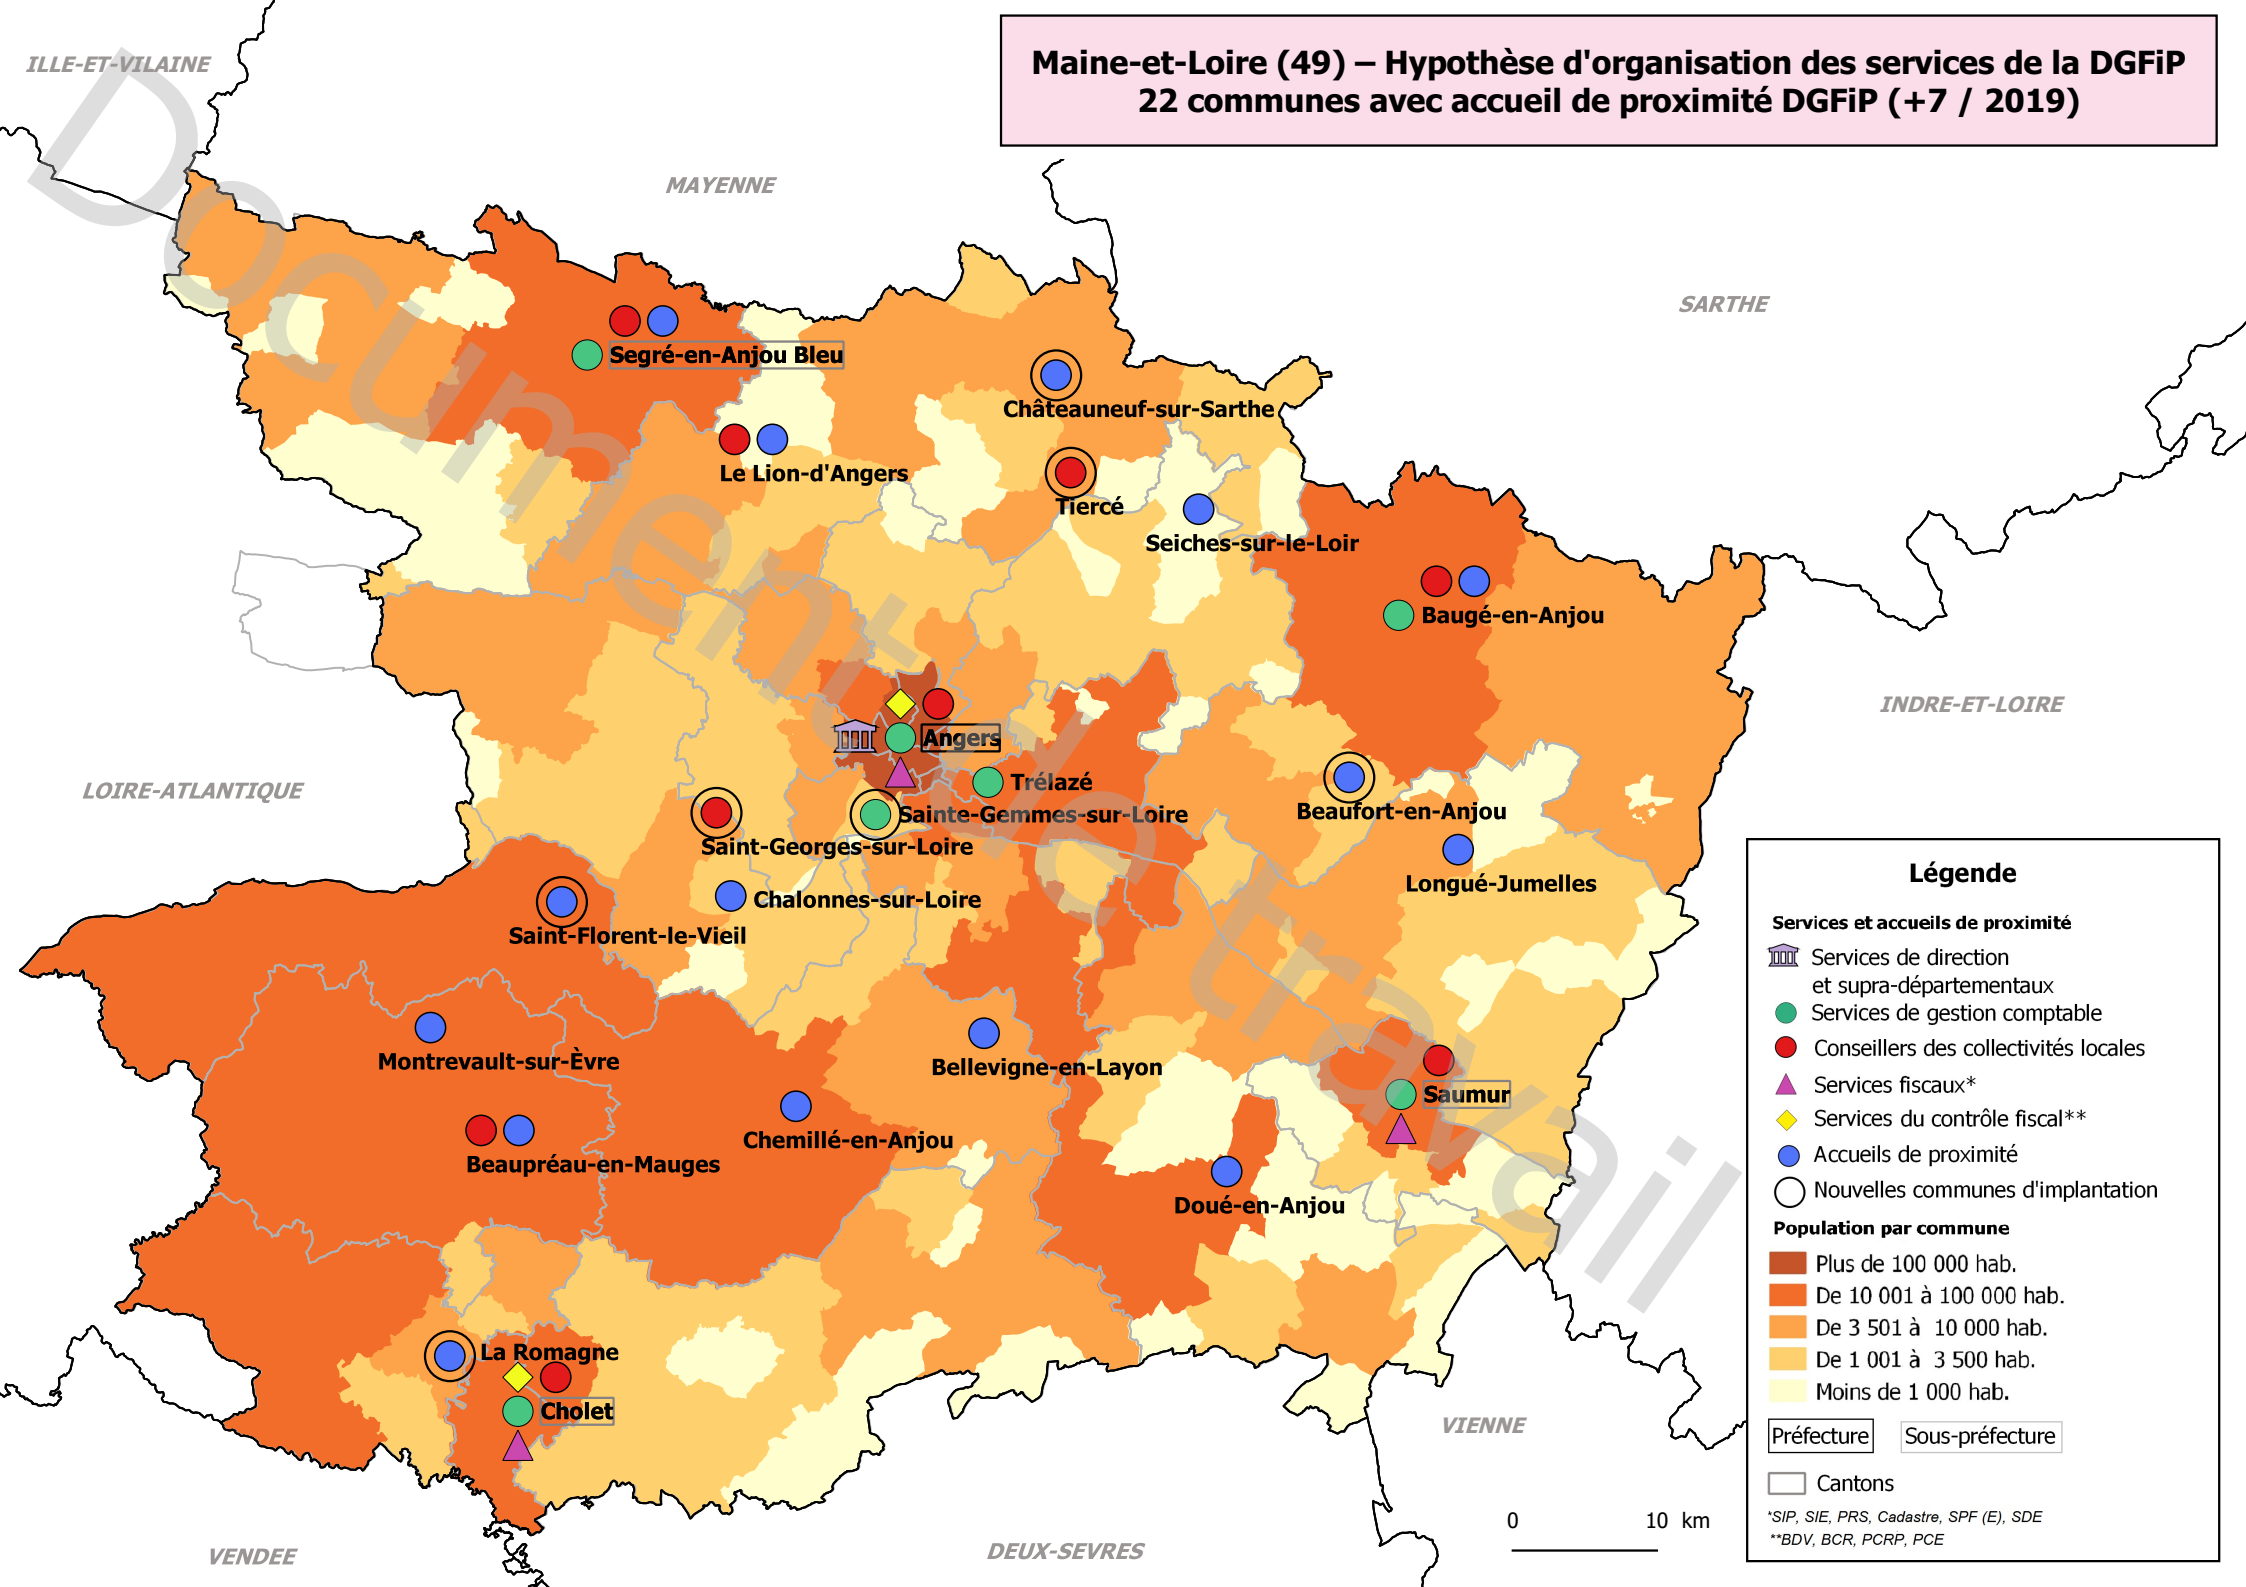 Maine-et-Loire (49) – Hypothèse d'organisation des services de la DGFiP
22 communes avec accueil de proximité DGFiP (+7 / 2019)
ILLE-ET-VILAINE
MAYENNE
SARTHE
INDRE-ET-LOIRE
LOIRE-ATLANTIQUE
VENDEE
DEUX-SEVRES
VIENNE
Document de travail
Segré-en-Anjou Bleu
Châteauneuf-sur-Sarthe
Le Lion-d'Angers
Tiercé
Seiches-sur-le-Loir
Baugé-en-Anjou
Angers
Trélazé
Sainte-Gemmes-sur-Loire
Beaufort-en-Anjou
Saint-Georges-sur-Loire
Longué-Jumelles
Chalonnes-sur-Loire
Saint-Florent-le-Vieil
Montrevault-sur-Èvre
Bellevigne-en-Layon
Saumur
Chemillé-en-Anjou
Beaupréau-en-Mauges
Doué-en-Anjou
La Romagne
Cholet
Légende
Services et accueils de proximité
Services de direction
et supra-départementaux
Services de gestion comptable
Conseillers des collectivités locales
Services fiscaux*
Services du contrôle fiscal**
Accueils de proximité
Nouvelles communes d'implantation
Population par commune
Plus de 100 000 hab.
De 10 001 à 100 000 hab.
De 3 501 à 10 000 hab.
De 1 001 à 3 500 hab.
Moins de 1 000 hab.
Préfecture
Sous-préfecture
Cantons
*SIP, SIE, PRS, Cadastre, SPF (E), SDE
**BDV, BCR, PCRP, PCE
0 10 km